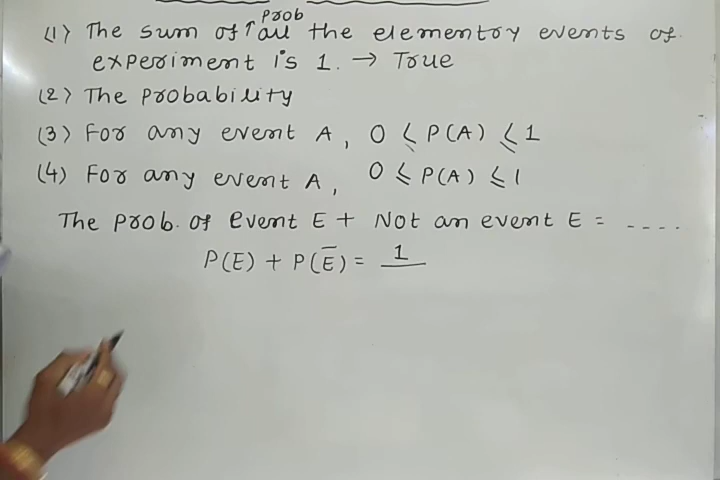 (1) The sum of ↑ prob all the elementory events of
experiment is 1. → True
(2) The Probability
(3) For any event A, 0 ≤ P(A) ≤ 1
(4) For any event A, 0 ≤ P(A) ≤ 1
The Prob. of event E + Not an event E = ----
P(E) + P(E̅) = 1